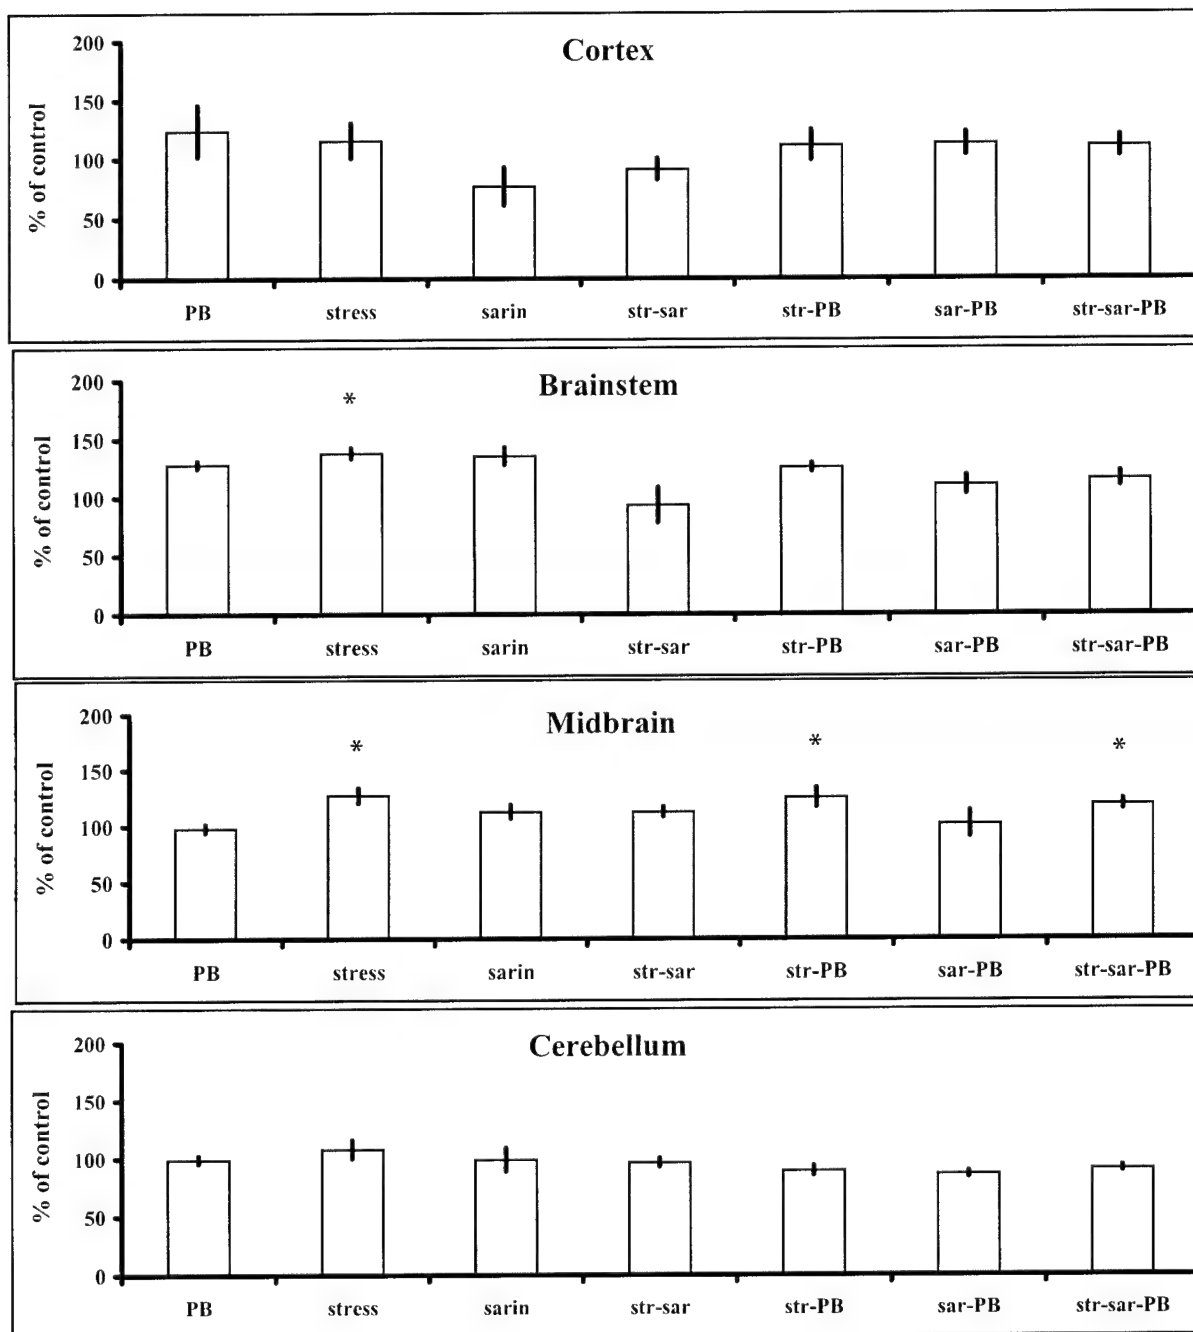 Cortex
200
150
100
50
0
% of control
PB stress sarin str-sar str-PB sar-PB str-sar-PB
Brainstem
200
*
150
100
50
0
% of control
PB stress sarin str-sar str-PB sar-PB str-sar-PB
Midbrain
200
* * *
150
100
50
0
% of control
PB stress sarin str-sar str-PB sar-PB str-sar-PB
Cerebellum
200
150
100
50
0
% of control
PB stress sarin str-sar str-PB sar-PB str-sar-PB